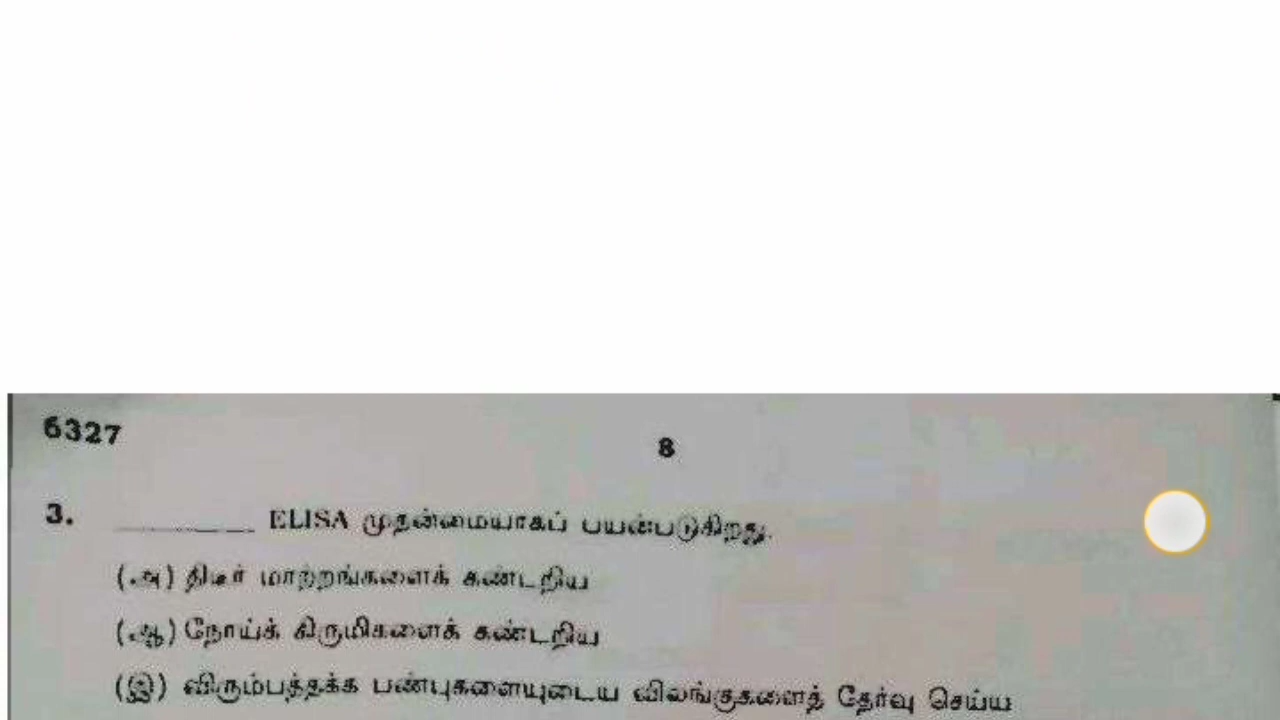 6327
8
3. ________ ELISA முதன்மையாகப் பயன்படுகிறது.
(அ) திடீர் மாற்றங்களைக் கண்டறிய
(ஆ) நோய்க் கிருமிகளைக் கண்டறிய
(இ) விரும்பத்தக்க பண்புகளையுடைய விலங்குகளைத் தேர்வு செய்ய